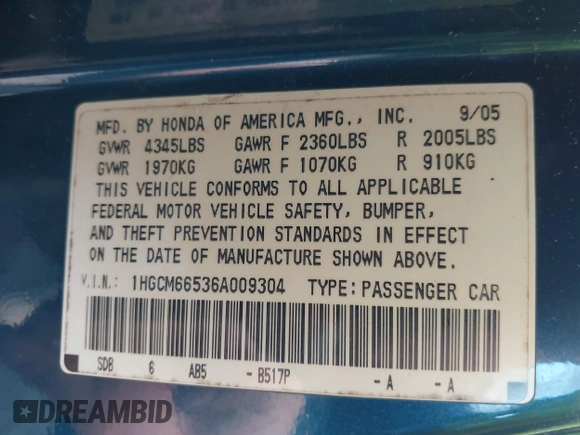 MFD. BY HONDA OF AMERICA MFG., INC. 9/05
GVWR 4345LBS GAWR F 2360LBS R 2005LBS
GVWR 1970KG GAWR F 1070KG R 910KG
THIS VEHICLE CONFORMS TO ALL APPLICABLE
FEDERAL MOTOR VEHICLE SAFETY, BUMPER,
AND THEFT PREVENTION STANDARDS IN EFFECT
ON THE DATE OF MANUFACTURE SHOWN ABOVE.
V.I.N.: 1HGCM66536A009304 TYPE: PASSENGER CAR
SDB 6 AB5 - B517P - A - A
DREAMBID